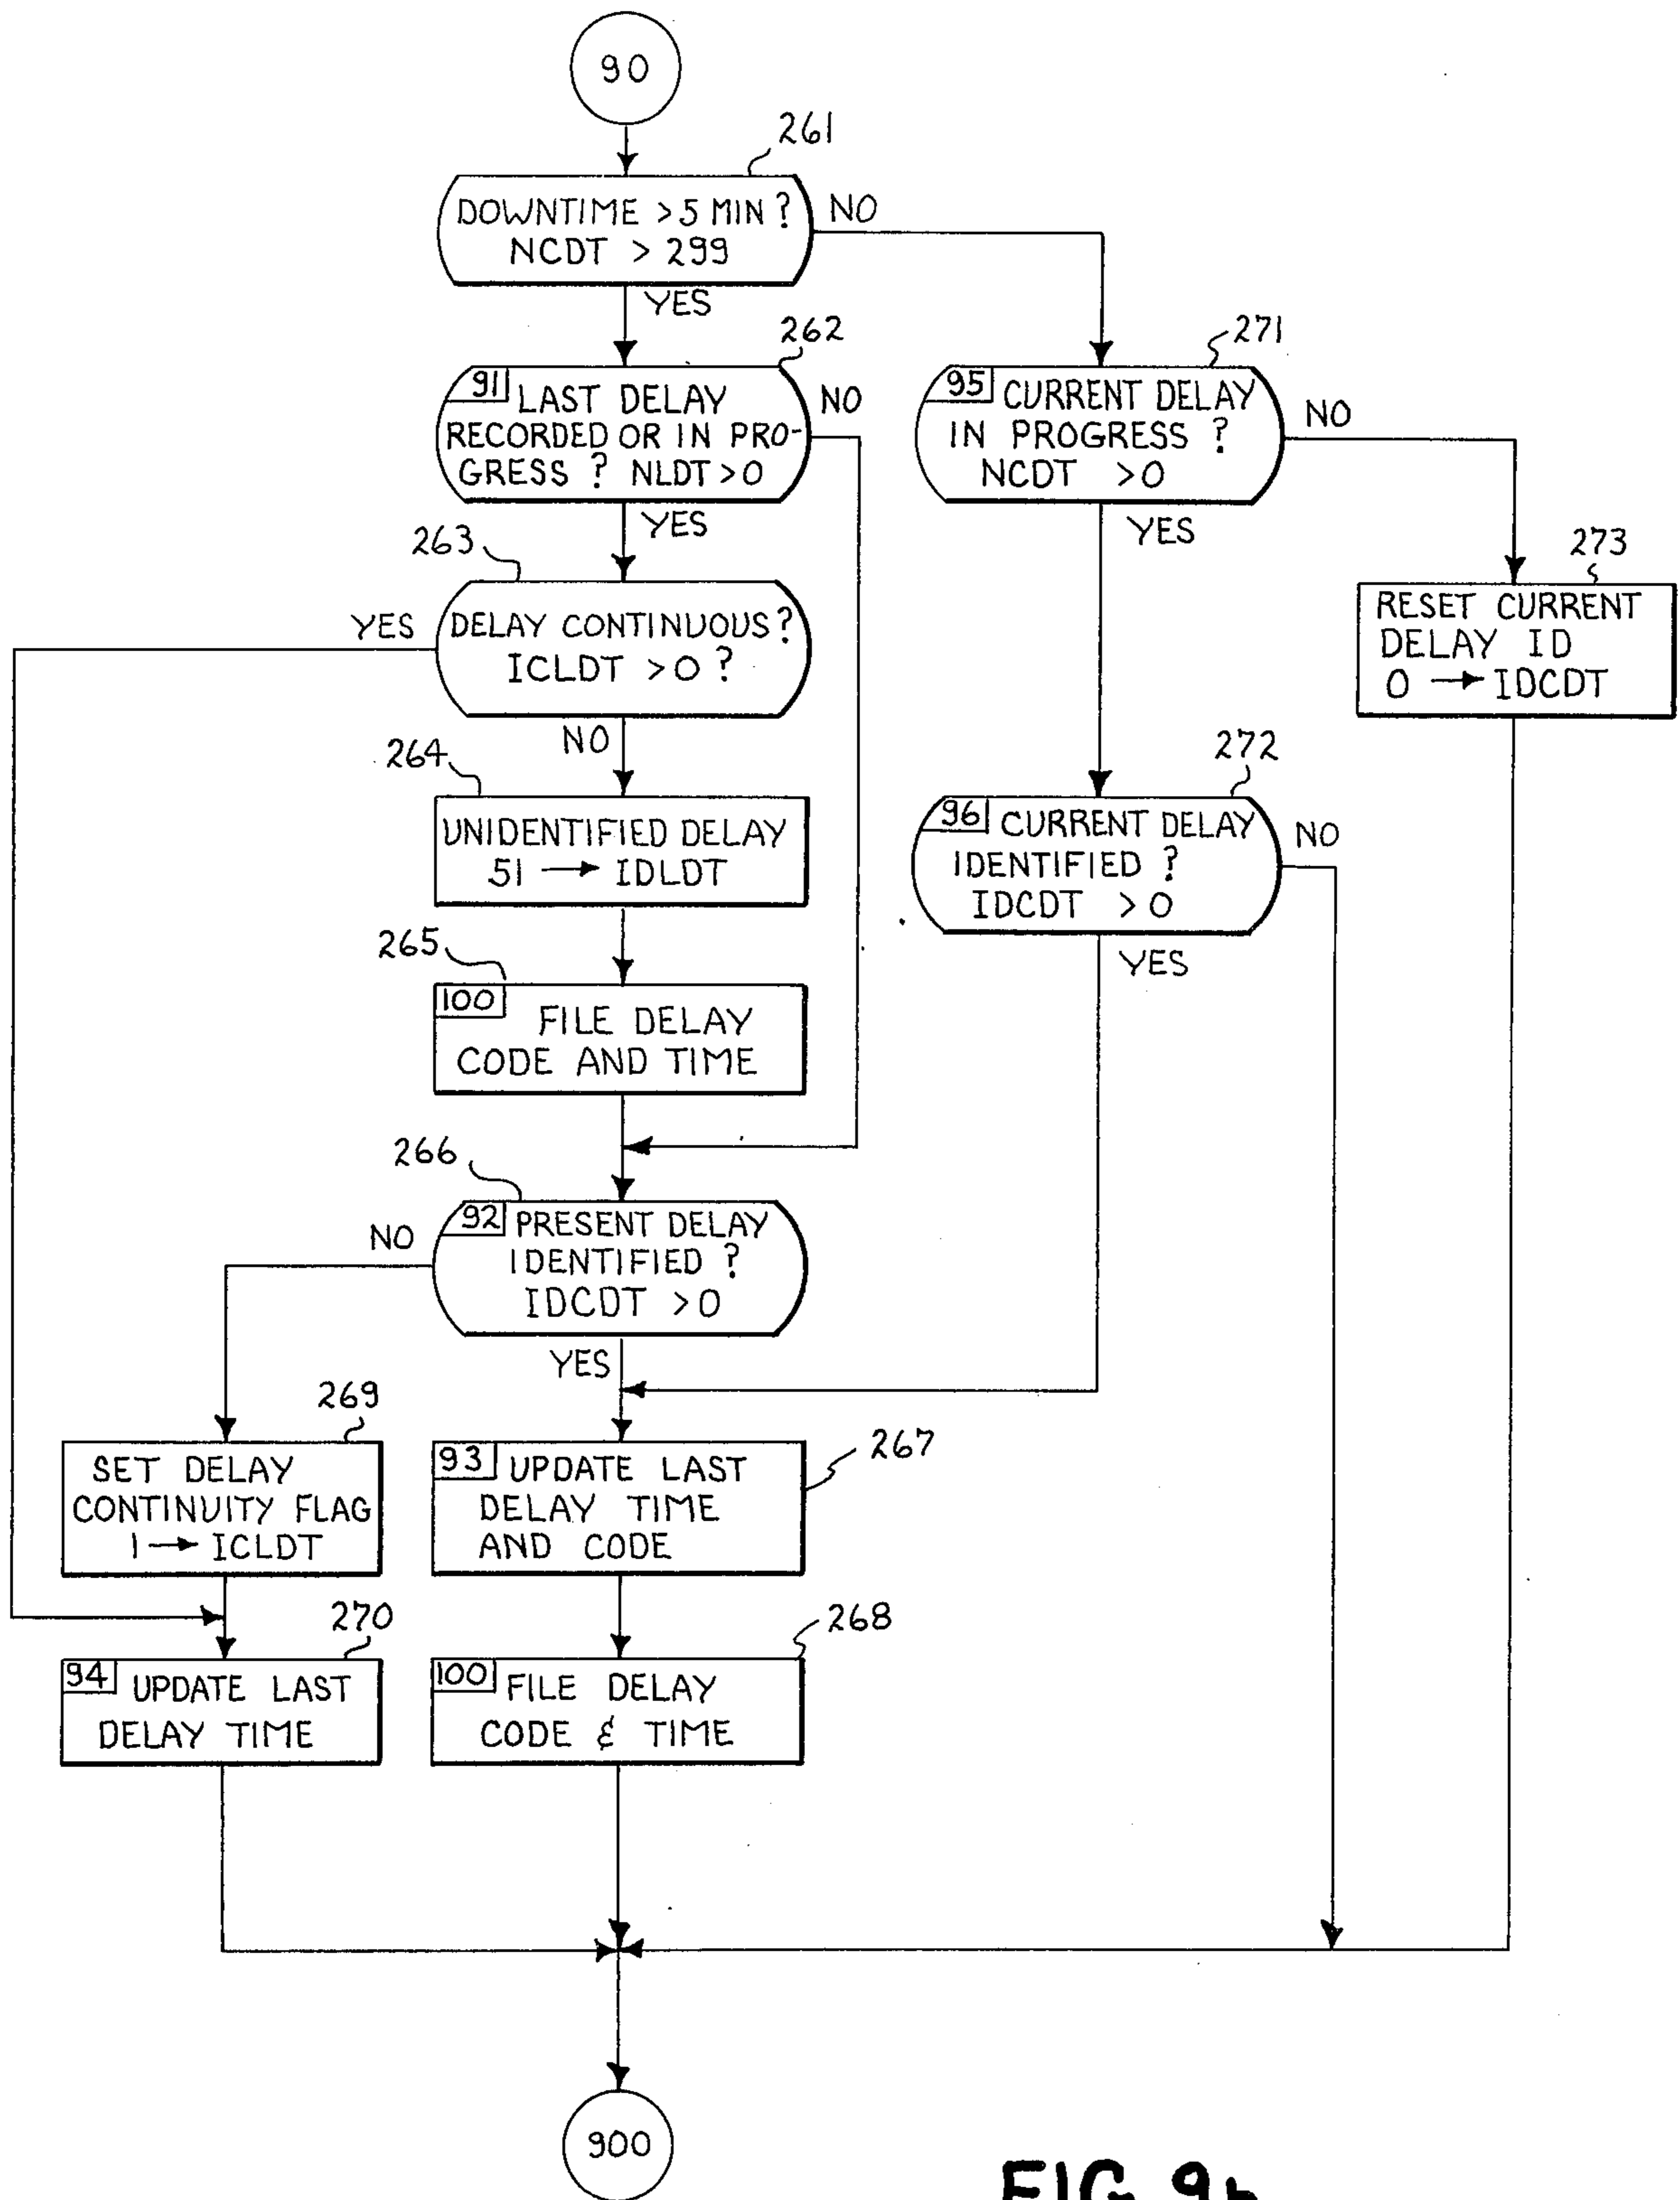 90
261
DOWNTIME >5 MIN ?
NCDT > 299
NO
YES
262
91 LAST DELAY
RECORDED OR IN PRO-
GRESS ? NLDT >0
NO
YES
271
95 CURRENT DELAY
IN PROGRESS ?
NCDT >0
NO
YES
263
DELAY CONTINUOUS?
ICLDT >0 ?
YES
NO
273
RESET CURRENT
DELAY ID
0 → IDCDT
264
UNIDENTIFIED DELAY
51 → IDLDT
272
96 CURRENT DELAY
IDENTIFIED ?
IDCDT >0
NO
YES
265
100 FILE DELAY
CODE AND TIME
266
92 PRESENT DELAY
IDENTIFIED ?
IDCDT >0
NO
YES
269
SET DELAY
CONTINUITY FLAG
1 → ICLDT
267
93 UPDATE LAST
DELAY TIME
AND CODE
270
94 UPDATE LAST
DELAY TIME
268
100 FILE DELAY
CODE & TIME
900
FIG 9b